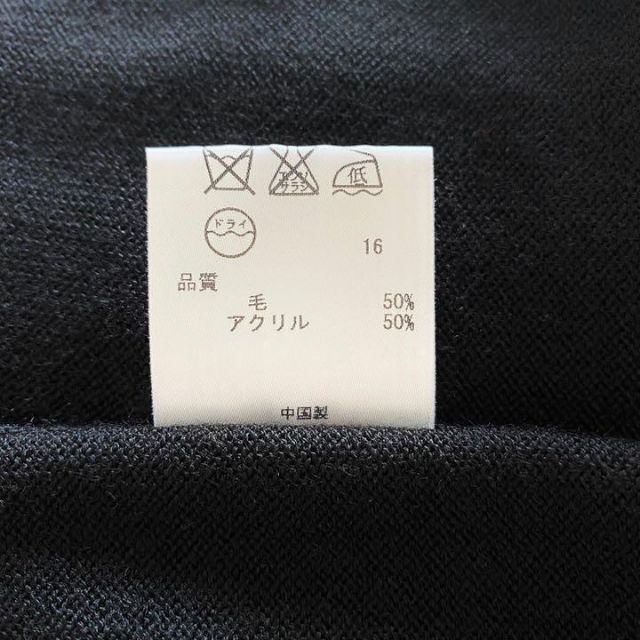 エンソ
サラシ
低
ドライ
16
品質
毛 50%
アクリル 50%
中国製